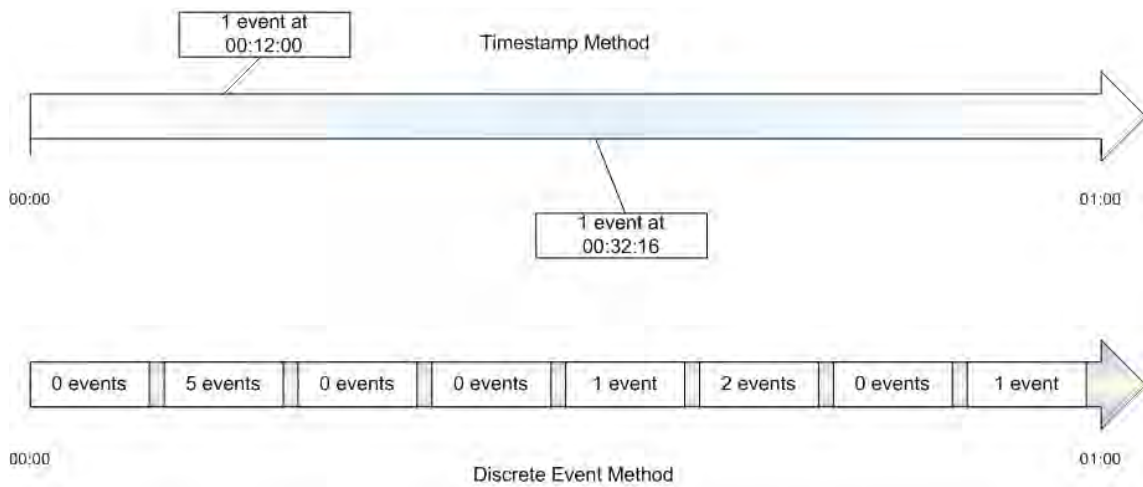 1 event at
00:12:00
Timestamp Method
00:00
01:00
1 event at
00:32:16
0 events
5 events
0 events
0 events
1 event
2 events
0 events
1 event
00:00
01:00
Discrete Event Method